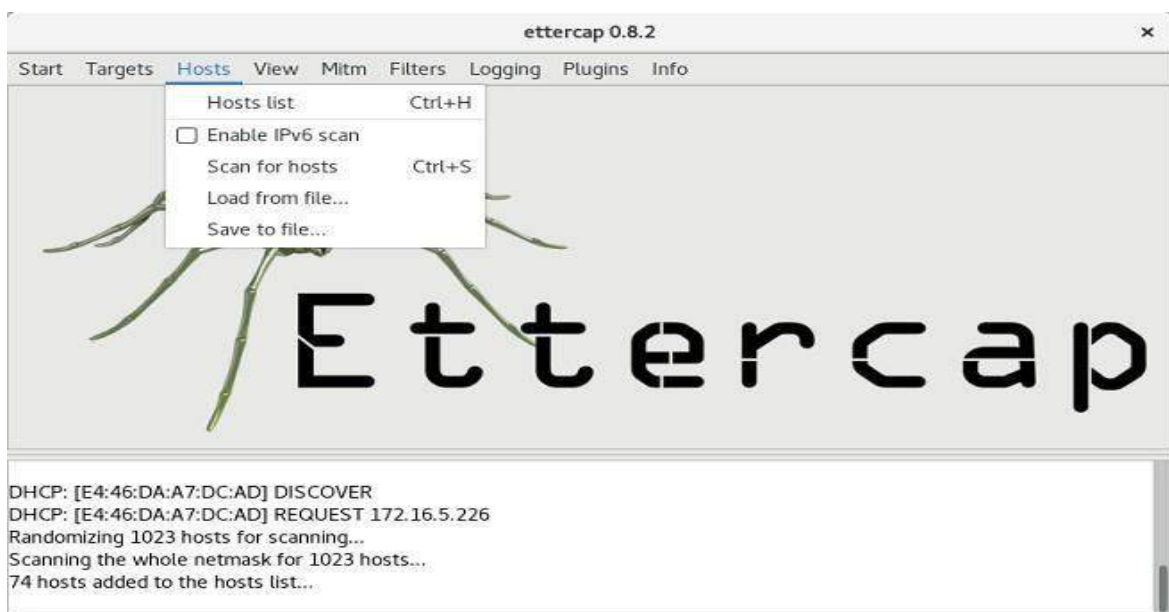 ettercap 0.8.2 ×
Start Targets Hosts View Mitm Filters Logging Plugins Info
Hosts list Ctrl+H
Enable IPv6 scan
Scan for hosts Ctrl+S
Load from file...
Save to file...
Ettercap
DHCP: [E4:46:DA:A7:DC:AD] DISCOVER
DHCP: [E4:46:DA:A7:DC:AD] REQUEST 172.16.5.226
Randomizing 1023 hosts for scanning...
Scanning the whole netmask for 1023 hosts...
74 hosts added to the hosts list...